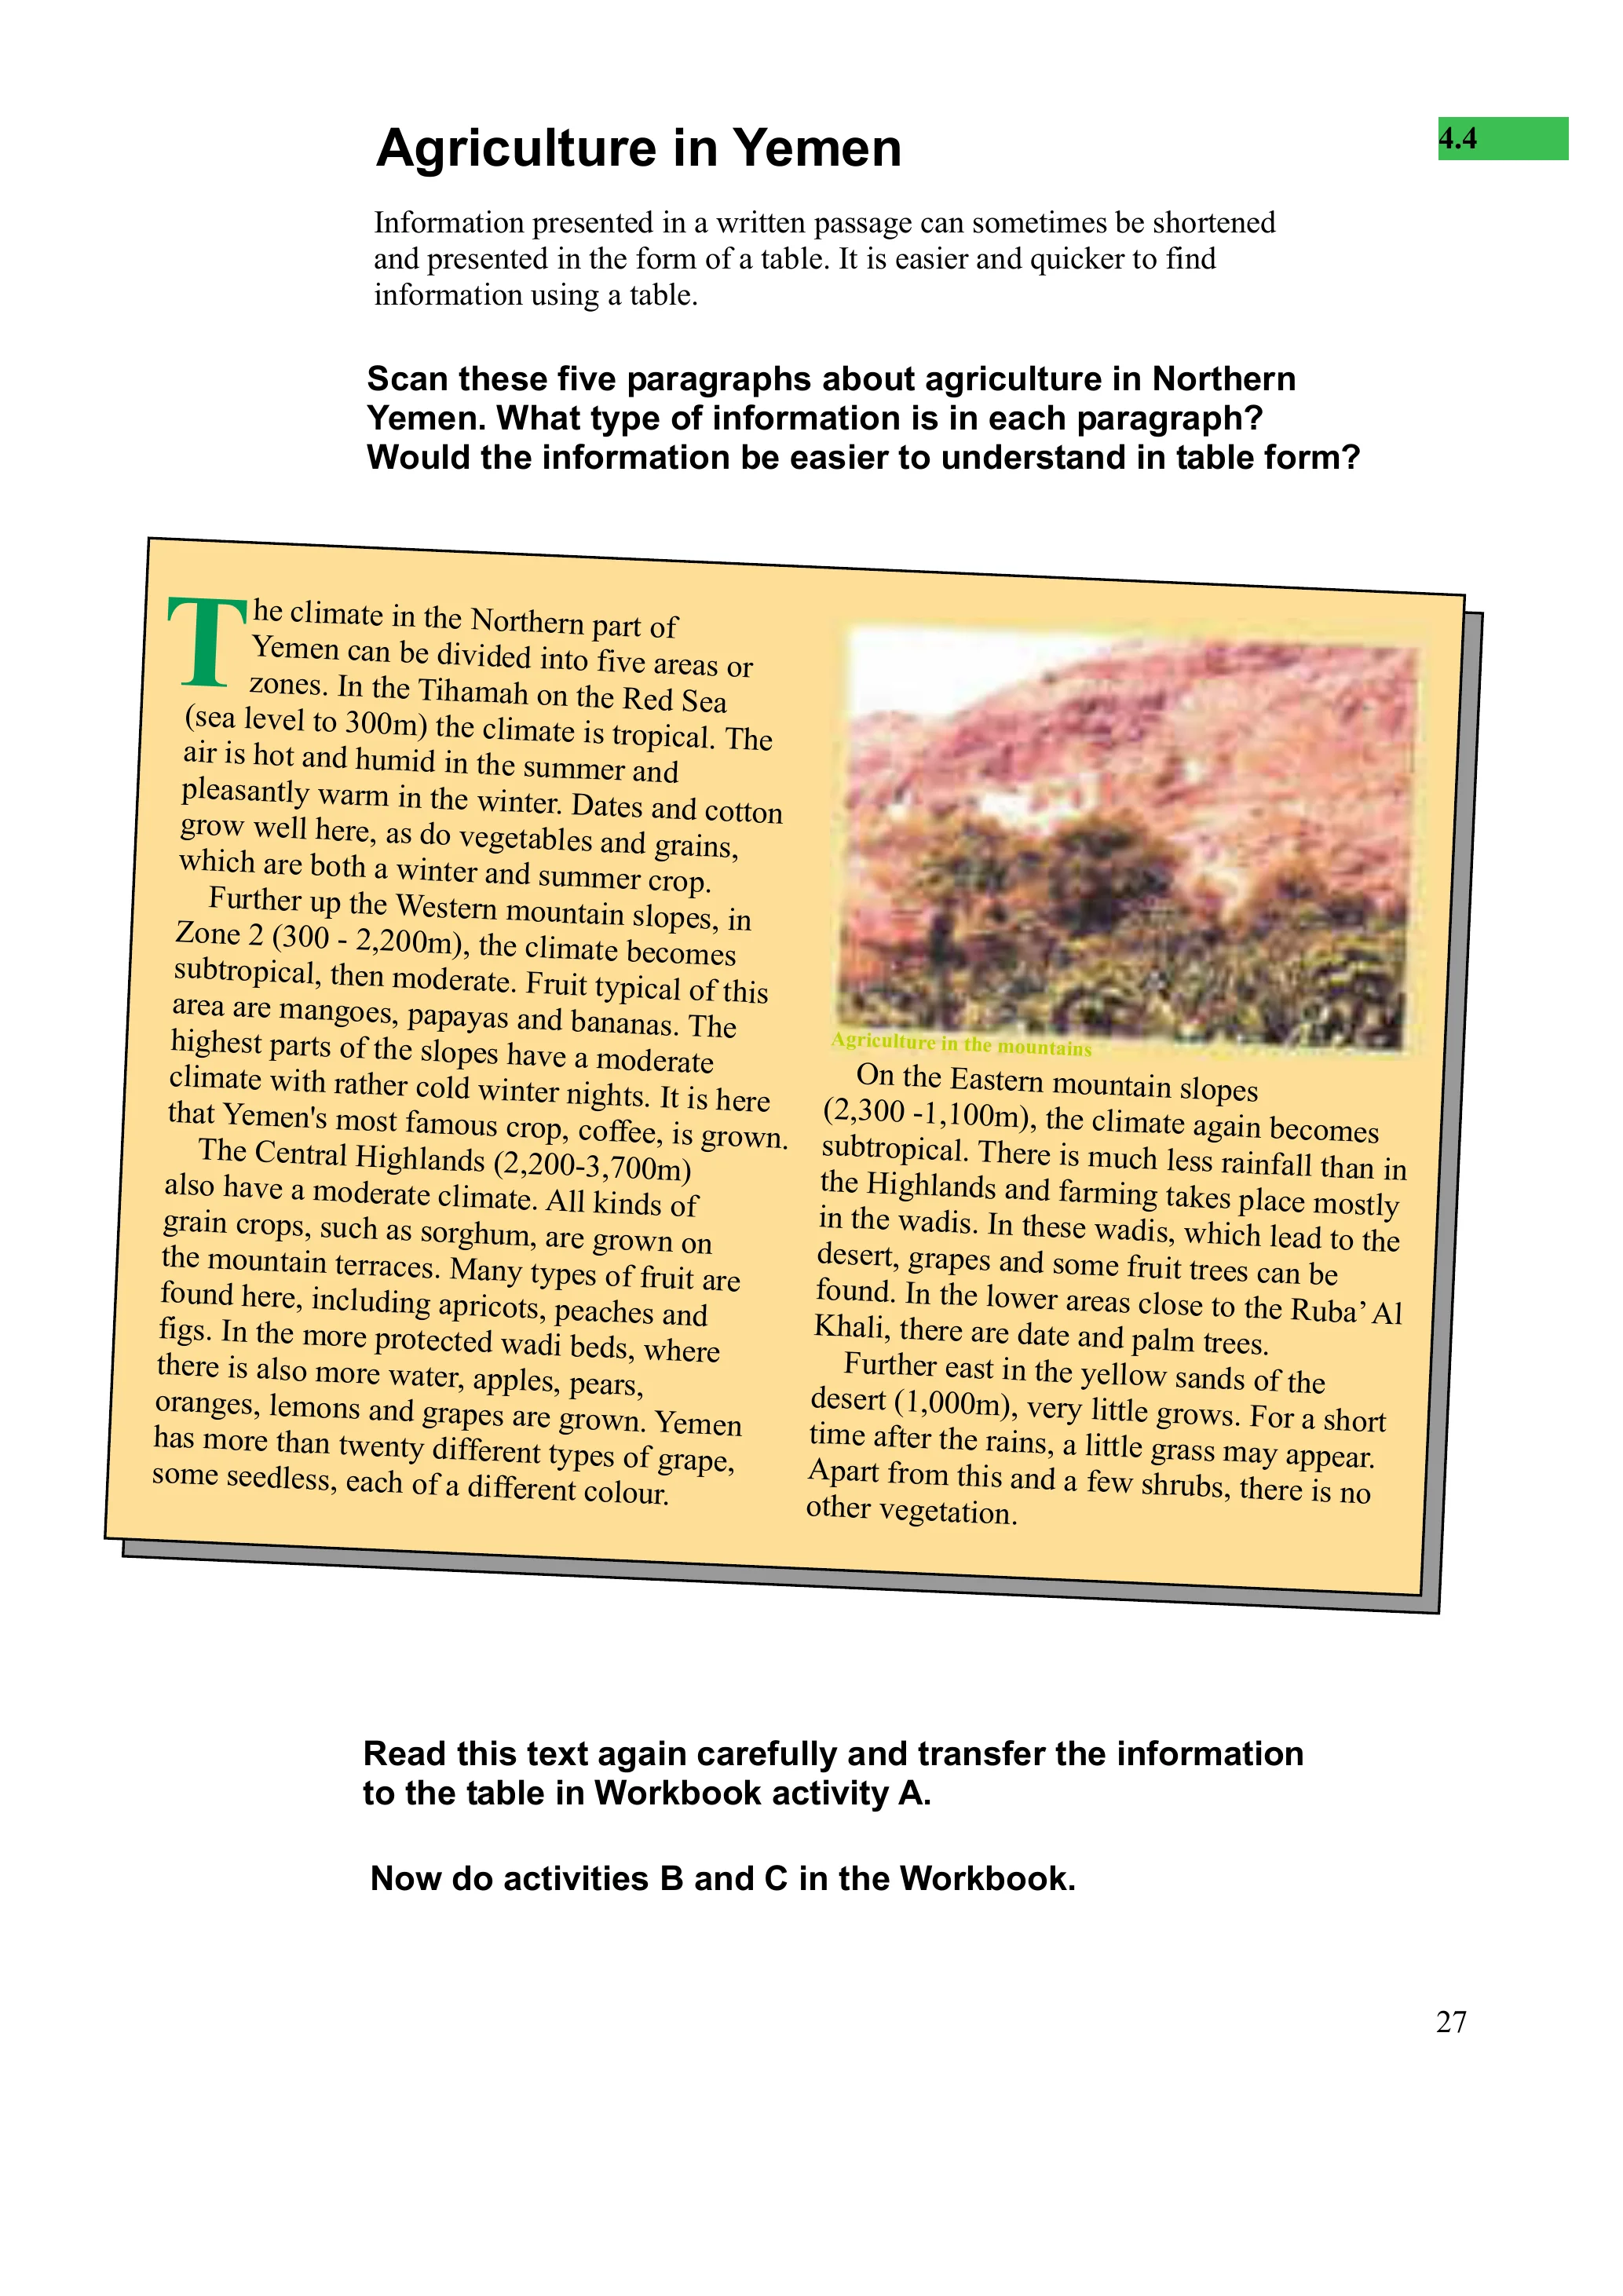 Agriculture in Yemen
4.4
Information presented in a written passage can sometimes be shortened
and presented in the form of a table. It is easier and quicker to find
information using a table.
Scan these five paragraphs about agriculture in Northern
Yemen. What type of information is in each paragraph?
Would the information be easier to understand in table form?
The climate in the Northern part of
Yemen can be divided into five areas or
zones. In the Tihamah on the Red Sea
(sea level to 300m) the climate is tropical. The
air is hot and humid in the summer and
pleasantly warm in the winter. Dates and cotton
grow well here, as do vegetables and grains,
which are both a winter and summer crop.
Further up the Western mountain slopes, in
Zone 2 (300 - 2,200m), the climate becomes
subtropical, then moderate. Fruit typical of this
area are mangoes, papayas and bananas. The
highest parts of the slopes have a moderate
climate with rather cold winter nights. It is here
that Yemen's most famous crop, coffee, is grown.
The Central Highlands (2,200-3,700m)
also have a moderate climate. All kinds of
grain crops, such as sorghum, are grown on
the mountain terraces. Many types of fruit are
found here, including apricots, peaches and
figs. In the more protected wadi beds, where
there is also more water, apples, pears,
oranges, lemons and grapes are grown. Yemen
has more than twenty different types of grape,
some seedless, each of a different colour.
Agriculture in the mountains
On the Eastern mountain slopes
(2,300 -1,100m), the climate again becomes
subtropical. There is much less rainfall than in
the Highlands and farming takes place mostly
in the wadis. In these wadis, which lead to the
desert, grapes and some fruit trees can be
found. In the lower areas close to the Ruba’ Al
Khali, there are date and palm trees.
Further east in the yellow sands of the
desert (1,000m), very little grows. For a short
time after the rains, a little grass may appear.
Apart from this and a few shrubs, there is no
other vegetation.
Read this text again carefully and transfer the information
to the table in Workbook activity A.
Now do activities B and C in the Workbook.
27